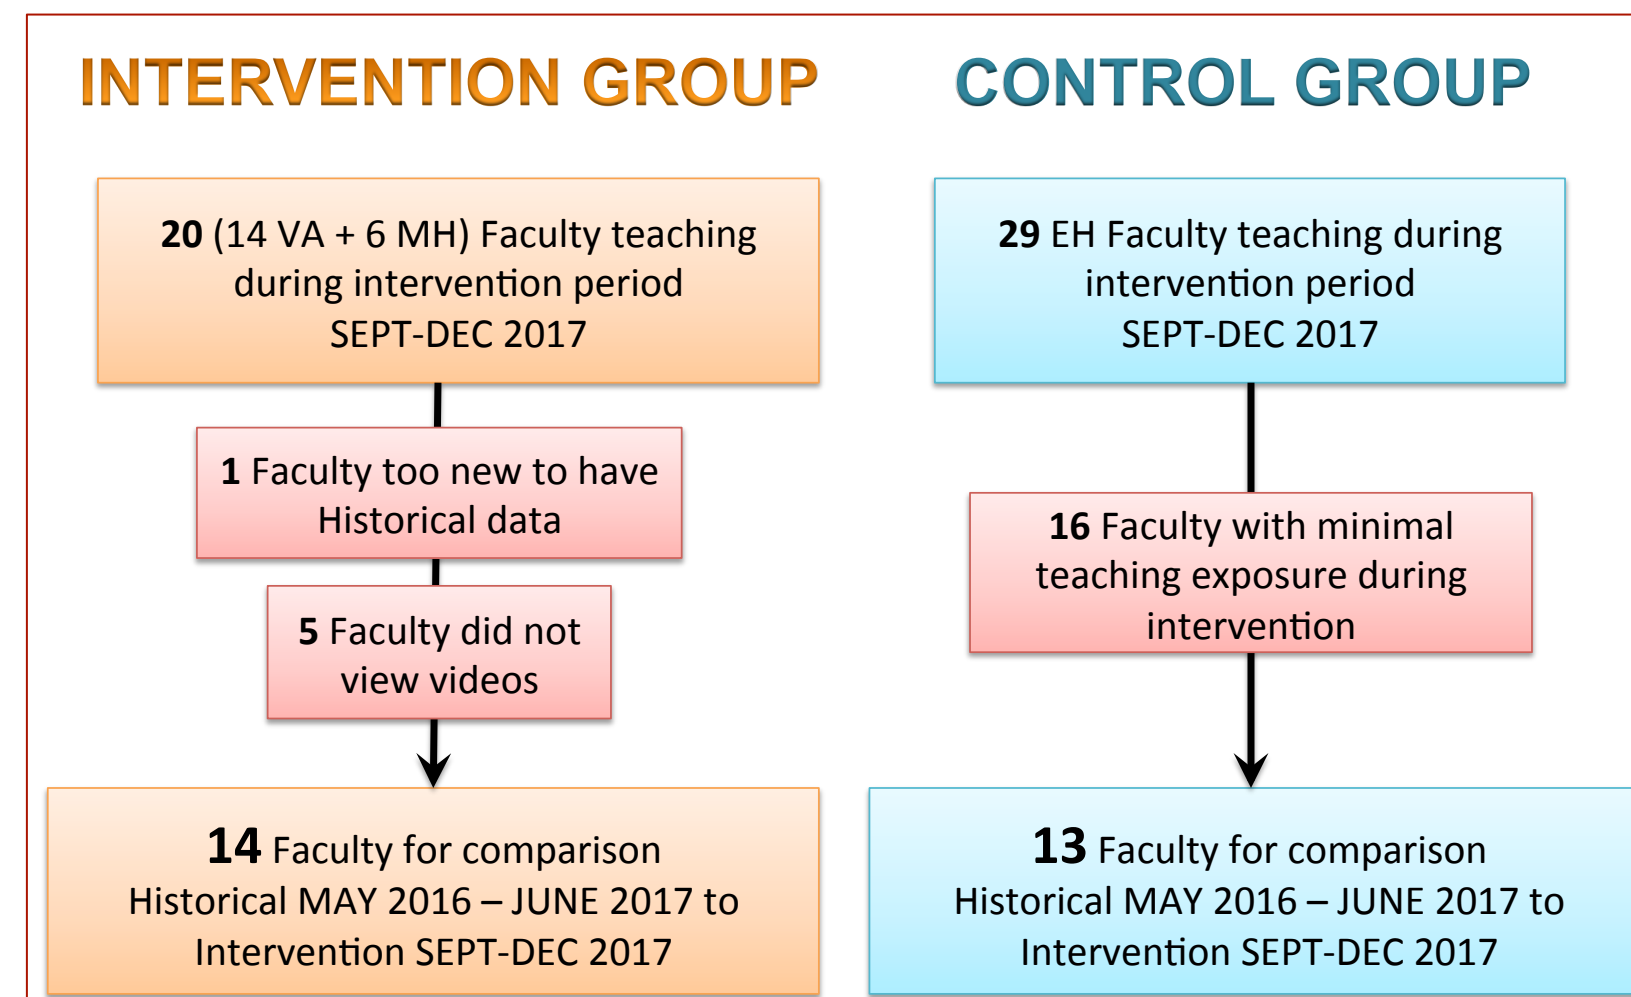 INTERVENTION GROUP
20 (14 VA + 6 MH) Faculty teaching
during intervention period
SEPT-DEC 2017
1 Faculty too new to have
Historical data
5 Faculty did not
view videos
14 Faculty for comparison
Historical MAY 2016 – JUNE 2017 to
Intervention SEPT-DEC 2017
CONTROL GROUP
29 EH Faculty teaching during
intervention period
SEPT-DEC 2017
16 Faculty with minimal
teaching exposure during
intervention
13 Faculty for comparison
Historical MAY 2016 – JUNE 2017 to
Intervention SEPT-DEC 2017